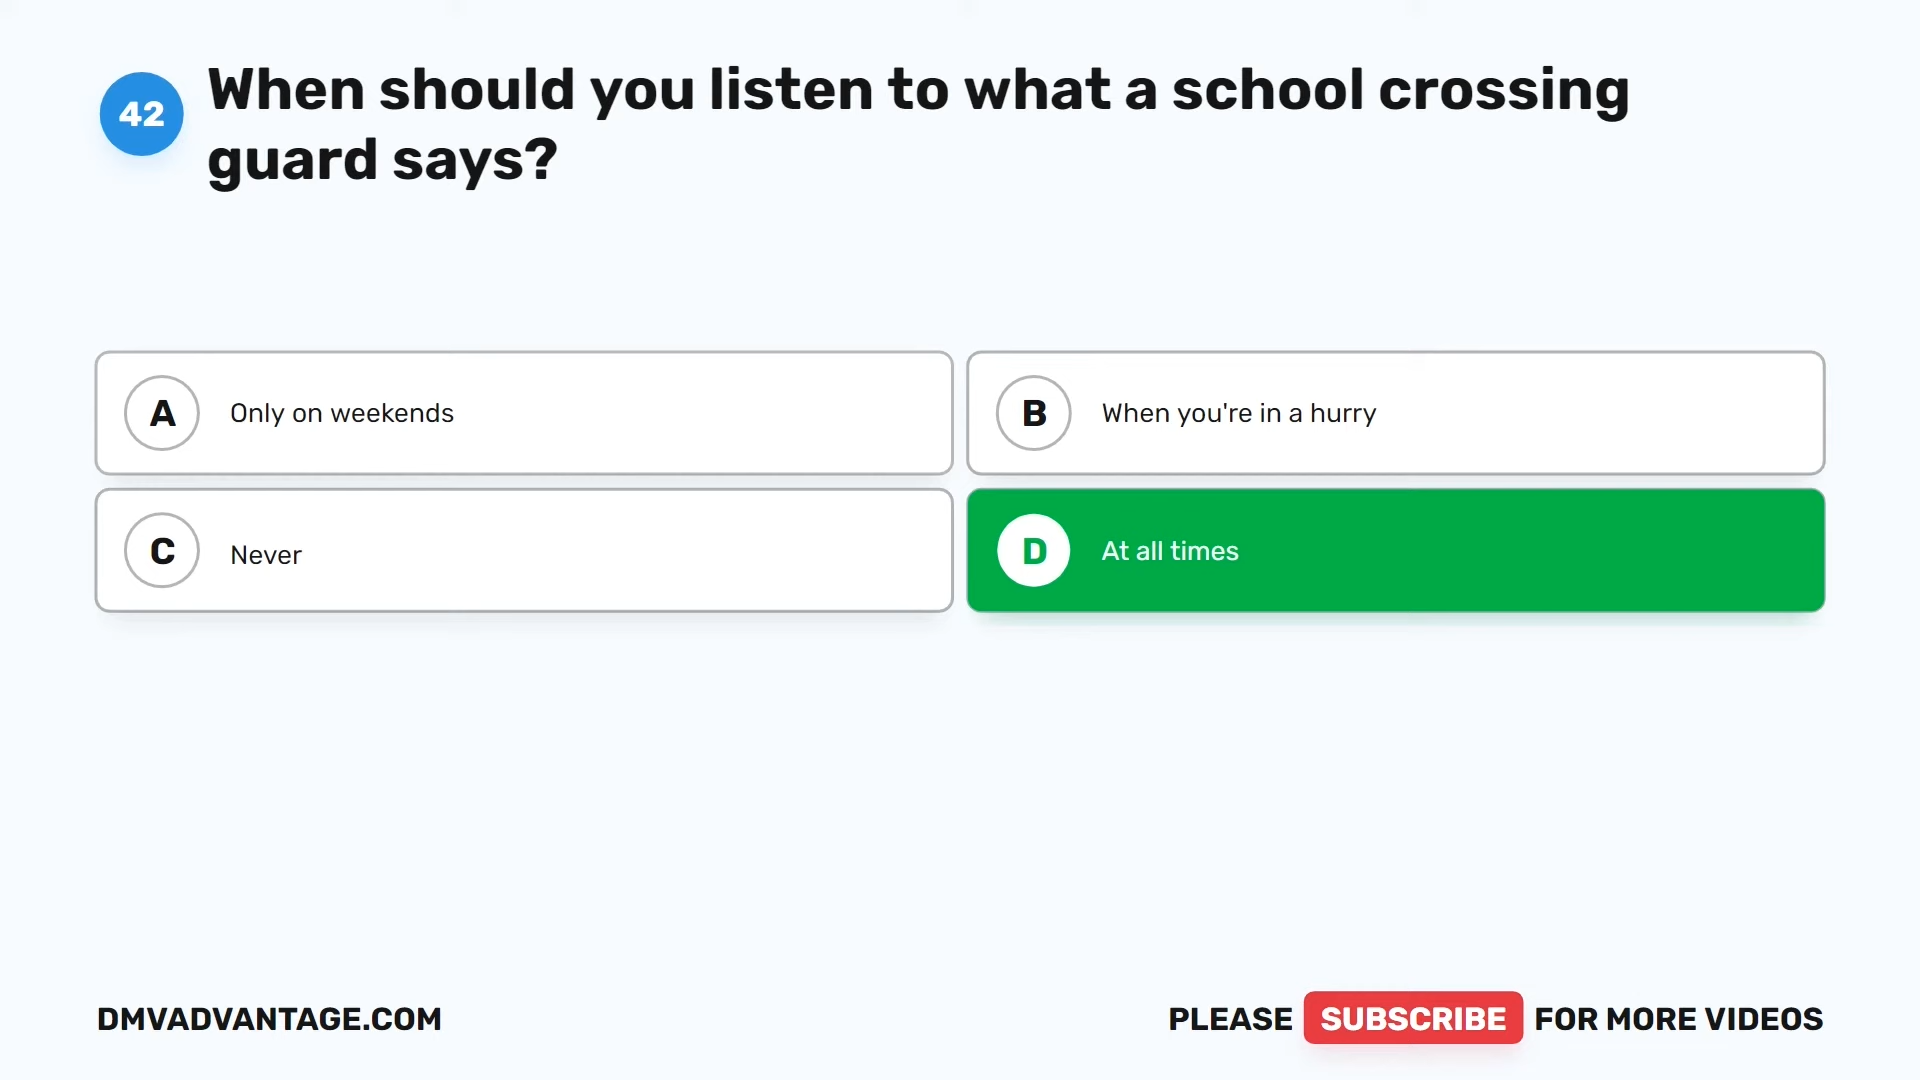 42
When should you listen to what a school crossing
guard says?
A Only on weekends
B When you're in a hurry
C Never
D At all times
DMVADVANTAGE.COM
PLEASE SUBSCRIBE FOR MORE VIDEOS